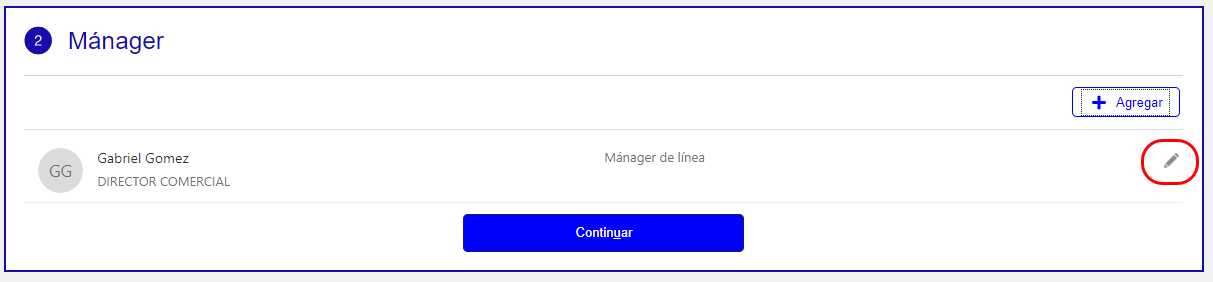 2 Mánager
Agregar
GG Gabriel Gomez Mánager de línea
DIRECTOR COMERCIAL
Continuar